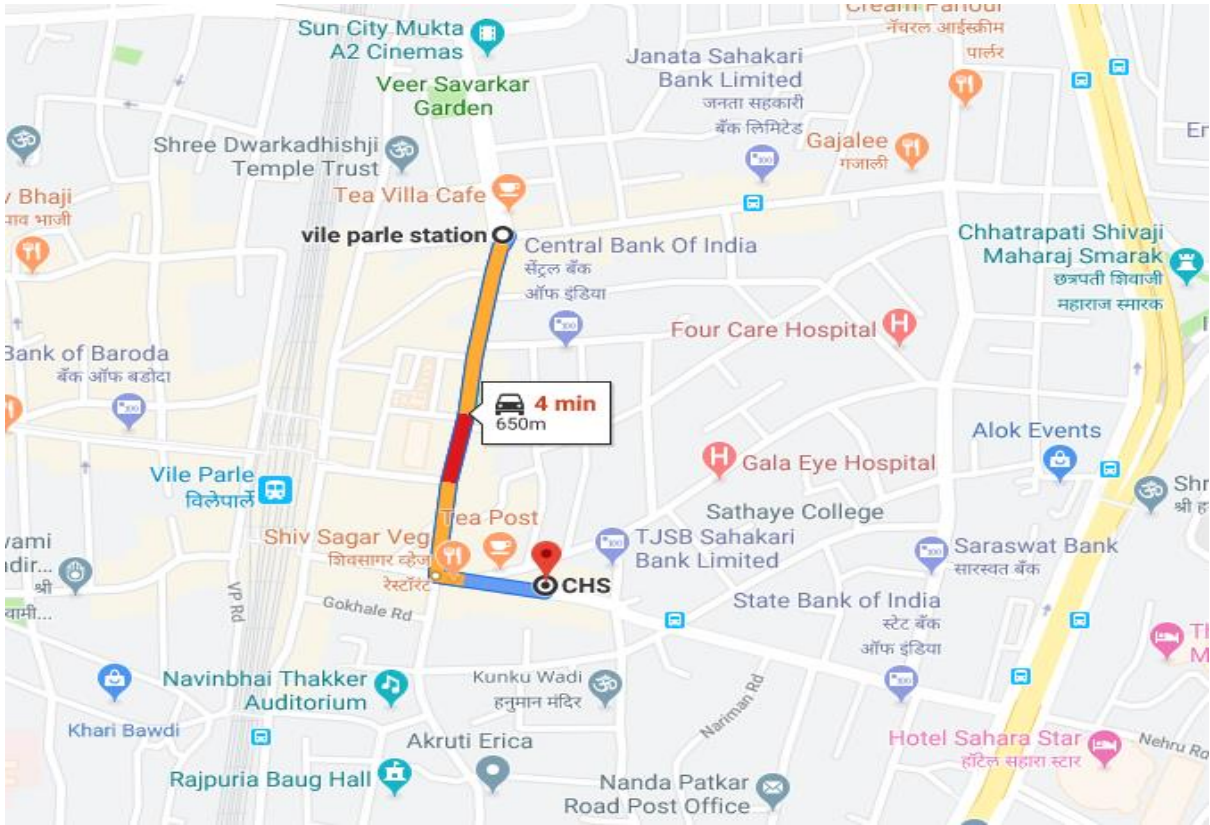 Cream Parlour
नॅचरल आईस्क्रीम
पार्लर
Sun City Mukta
A2 Cinemas
Janata Sahakari
Bank Limited
जनता सहकारी
बँक लिमिटेड
Veer Savarkar
Garden
Shree Dwarkadhishji
Temple Trust
Gajalee
गजाली
Er
v Bhaji
पाव भाजी
Tea Villa Cafe
vile parle station
Central Bank Of India
सेंट्रल बँक
ऑफ इंडिया
Chhatrapati Shivaji
Maharaj Smarak
छत्रपती शिवाजी
महाराज स्मारक
Four Care Hospital
Bank of Baroda
बँक ऑफ बडोदा
4 min
650m
Alok Events
Vile Parle
विलेपार्ले
Gala Eye Hospital
Shr
श्री ह
Sathaye College
Tea Post
Shiv Sagar Veg
शिवसागर व्हेज
रेस्टॉरंट
TJSB Sahakari
Bank Limited
Saraswat Bank
सारस्वत बँक
vami
ndir...
श्री
वामी...
CHS
VP Rd
Gokhale Rd
State Bank of India
स्टेट बँक
ऑफ इंडिया
Th
M
Navinbhai Thakker
Auditorium
Kunku Wadi
हनुमान मंदिर
Nariman Rd
Khari Bawdi
Akruti Erica
Hotel Sahara Star
हॉटेल सहारा स्टार
Nehru Ro
Rajpuria Baug Hall
Nanda Patkar
Road Post Office